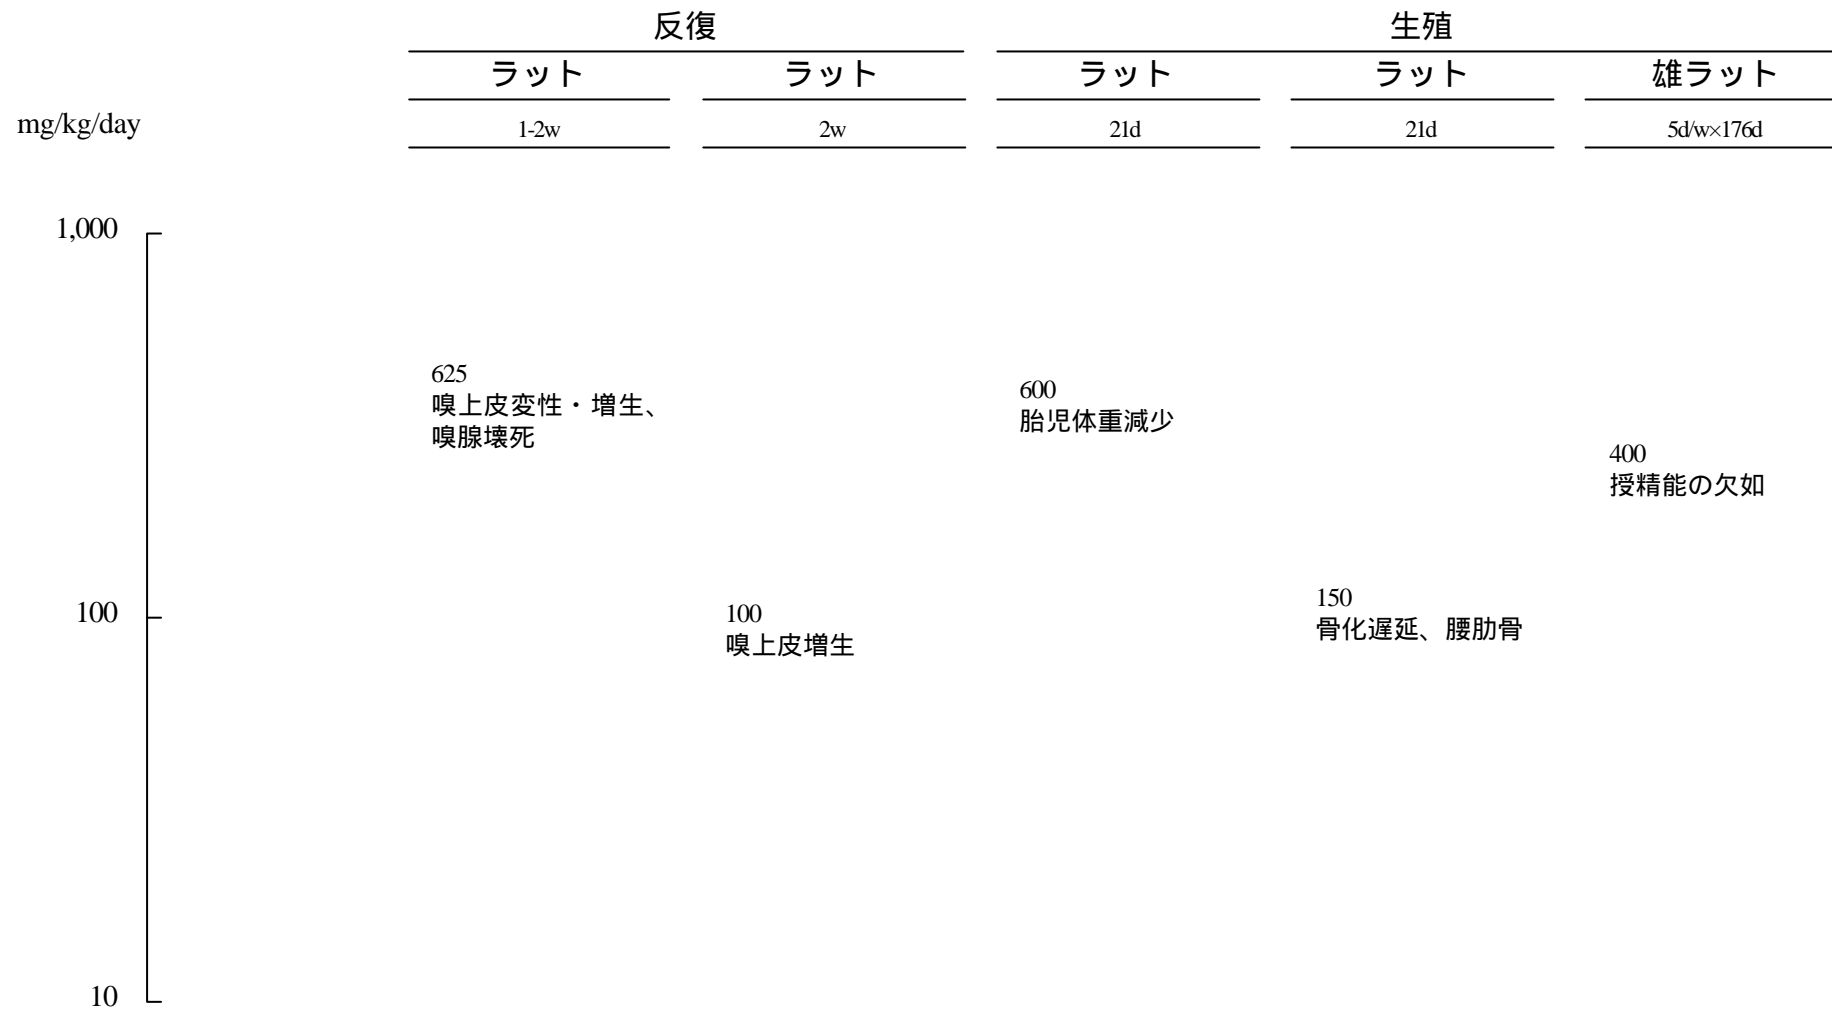 反復
生殖
ラット
ラット
ラット
ラット
雄ラット
mg/kg/day
1-2w
2w
21d
21d
5d/w×176d
1,000
625
嗅上皮変性・増生、
嗅腺壊死
600
胎児体重減少
400
授精能の欠如
100
100
嗅上皮増生
150
骨化遅延、腰肋骨
10